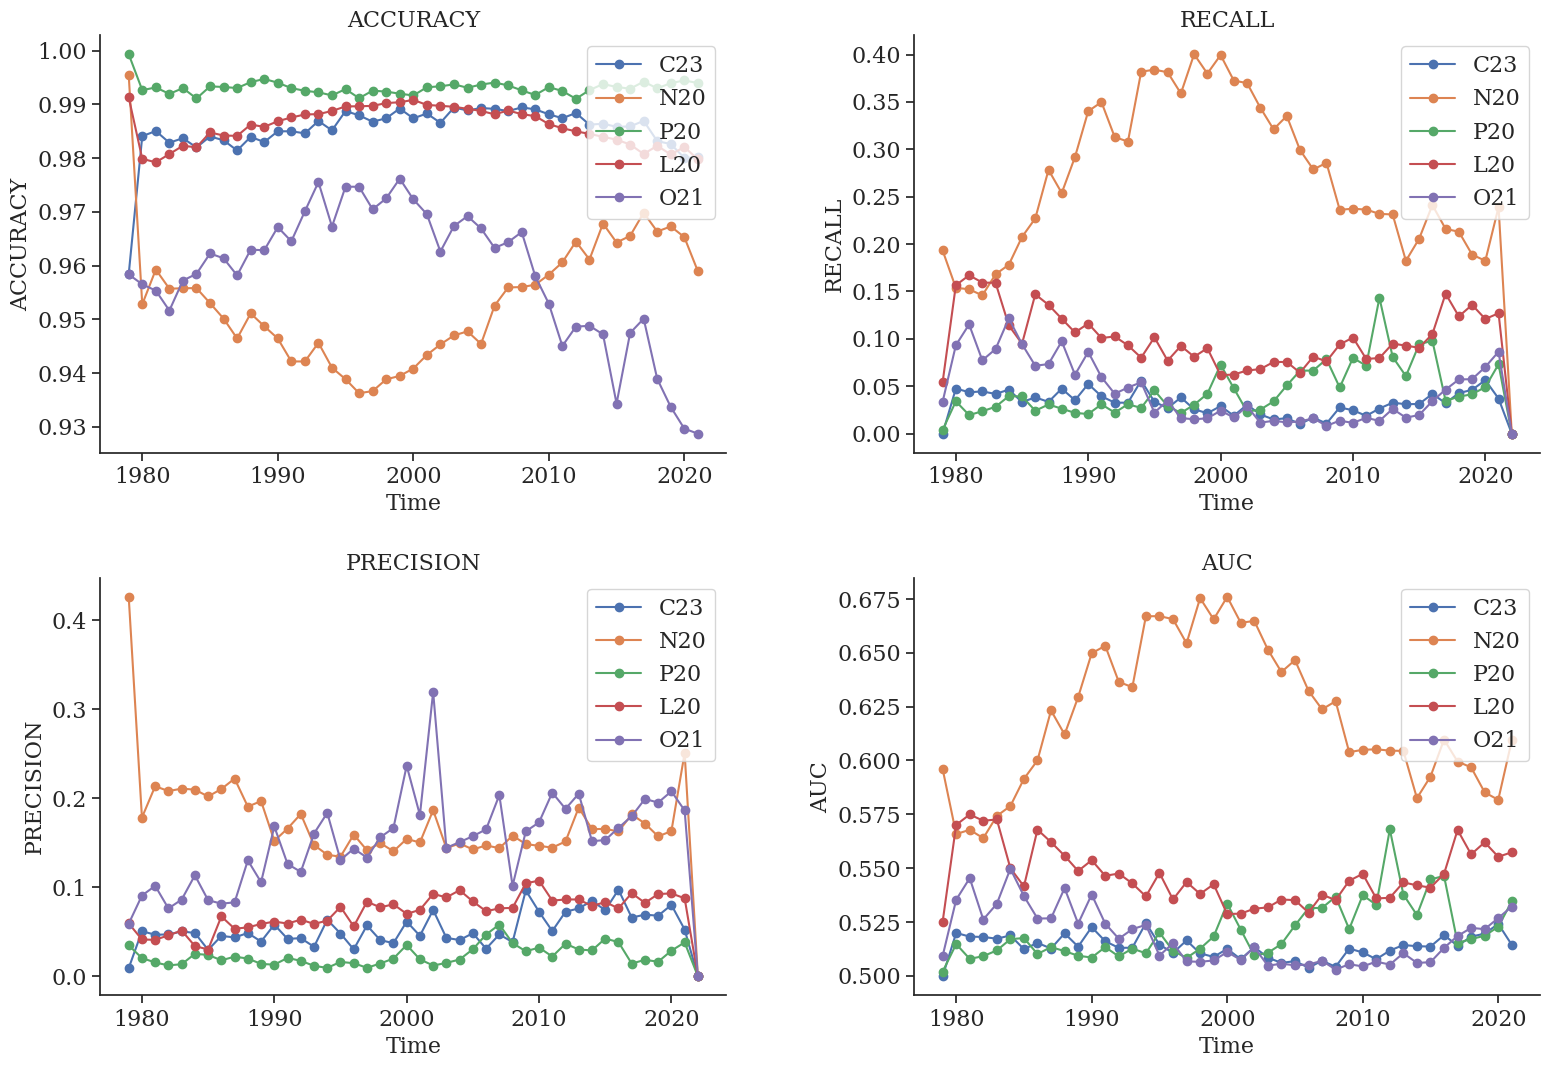 ACCURACY
1.00
0.99
0.98
0.97
0.96
0.95
0.94
0.93
ACCURACY
1980 1990 2000 2010 2020
Time
C23
N20
P20
L20
O21
RECALL
0.40
0.35
0.30
0.25
0.20
0.15
0.10
0.05
0.00
RECALL
1980 1990 2000 2010 2020
Time
C23
N20
P20
L20
O21
PRECISION
0.4
0.3
0.2
0.1
0.0
PRECISION
1980 1990 2000 2010 2020
Time
C23
N20
P20
L20
O21
AUC
0.675
0.650
0.625
0.600
0.575
0.550
0.525
0.500
AUC
1980 1990 2000 2010 2020
Time
C23
N20
P20
L20
O21